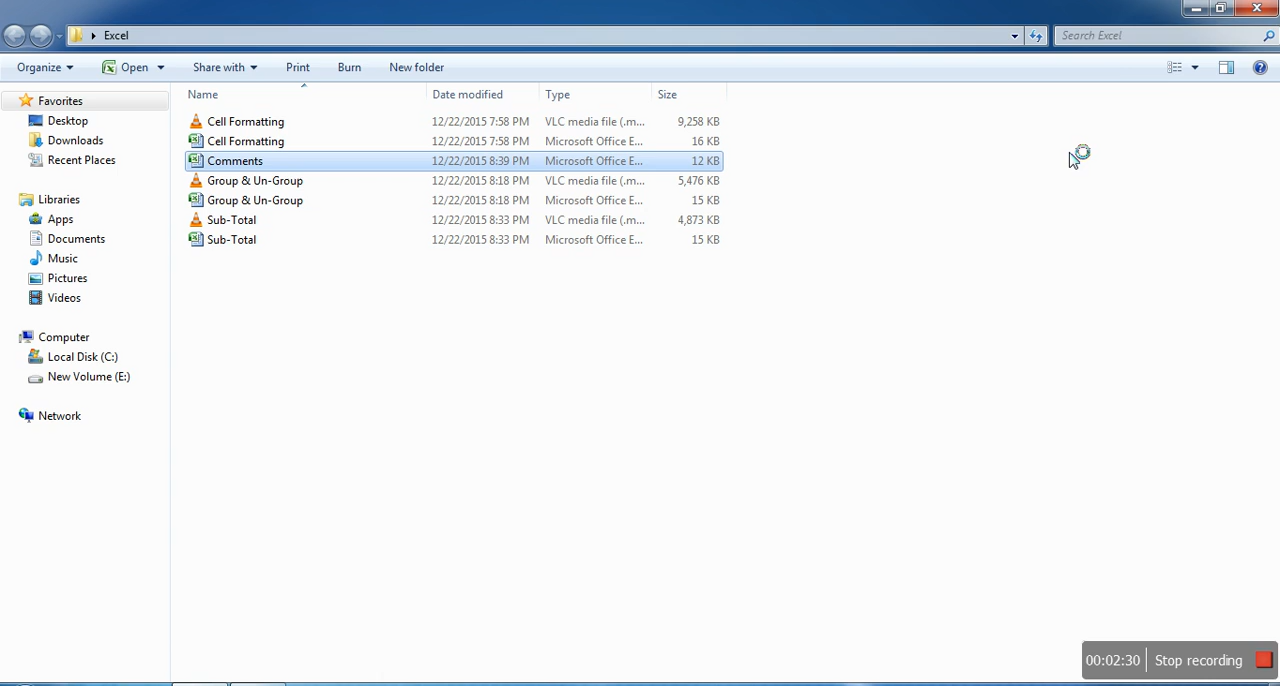 Excel
Search Excel
Organize Open Share with Print Burn New folder
Favorites
Desktop
Downloads
Recent Places
Libraries
Apps
Documents
Music
Pictures
Videos
Computer
Local Disk (C:)
New Volume (E:)
Network
Name Date modified Type Size
Cell Formatting 12/22/2015 7:58 PM VLC media file (.m... 9,258 KB
Cell Formatting 12/22/2015 7:58 PM Microsoft Office E... 16 KB
Comments 12/22/2015 8:39 PM Microsoft Office E... 12 KB
Group & Un-Group 12/22/2015 8:18 PM VLC media file (.m... 5,476 KB
Group & Un-Group 12/22/2015 8:18 PM Microsoft Office E... 15 KB
Sub-Total 12/22/2015 8:33 PM VLC media file (.m... 4,873 KB
Sub-Total 12/22/2015 8:33 PM Microsoft Office E... 15 KB
00:02:30 Stop recording